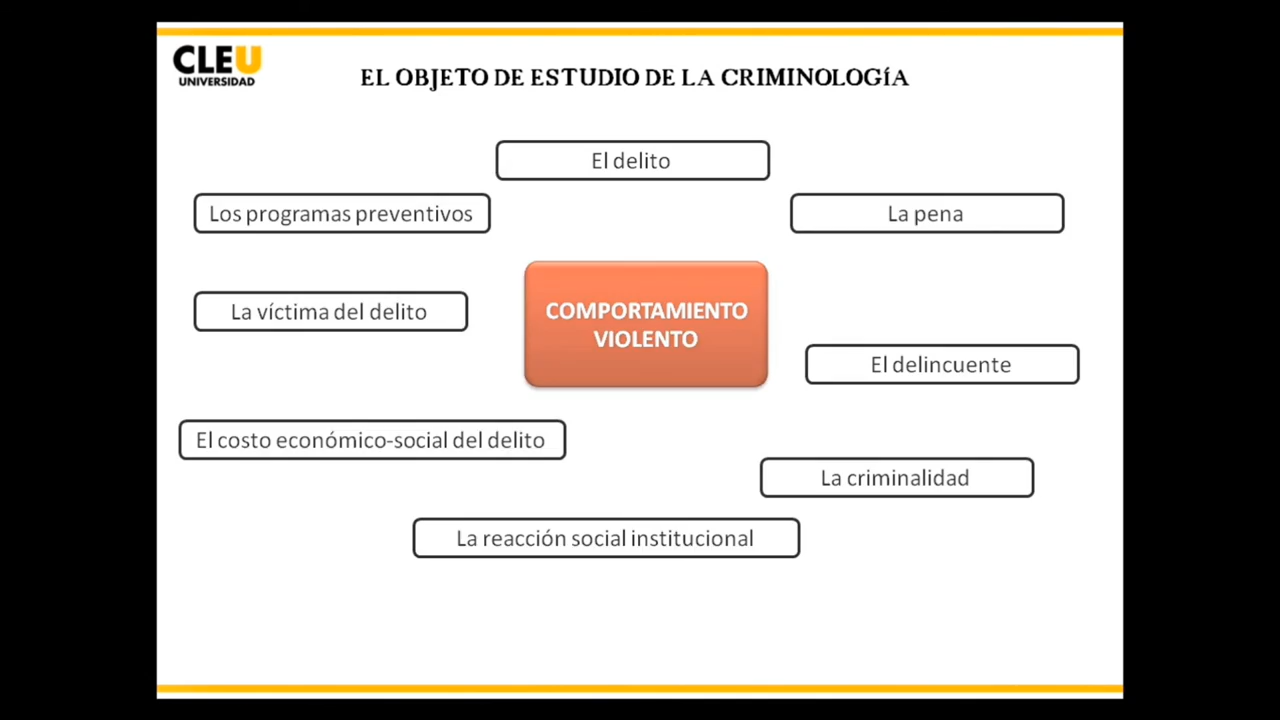 CLEU
UNIVERSIDAD
EL OBJETO DE ESTUDIO DE LA CRIMINOLOGíA
El delito
Los programas preventivos
La pena
La víctima del delito
COMPORTAMIENTO
VIOLENTO
El delincuente
El costo económico-social del delito
La criminalidad
La reacción social institucional